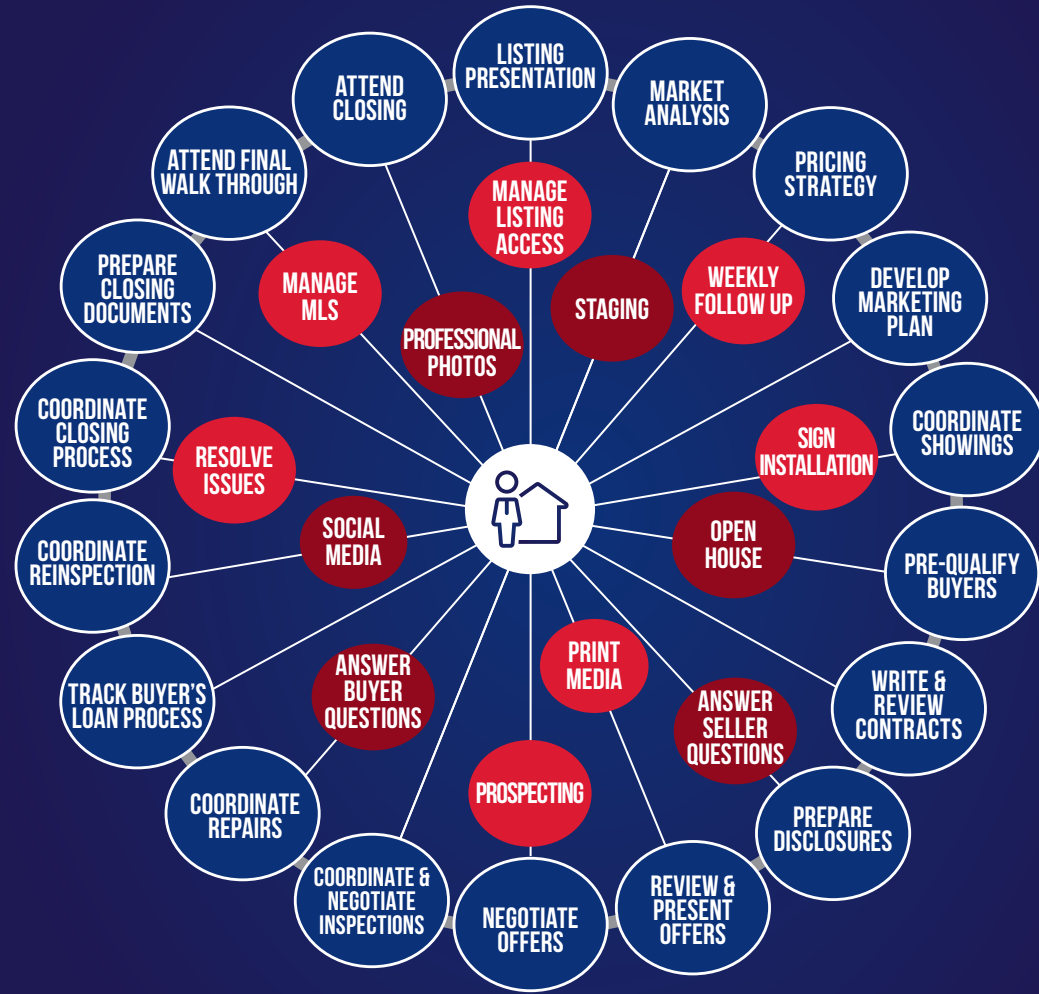 LISTING
PRESENTATION
MARKET
ANALYSIS
PRICING
STRATEGY
DEVELOP
MARKETING
PLAN
COORDINATE
SHOWINGS
PRE-QUALIFY
BUYERS
WRITE &
REVIEW
CONTRACTS
PREPARE
DISCLOSURES
REVIEW &
PRESENT
OFFERS
NEGOTIATE
OFFERS
COORDINATE &
NEGOTIATE
INSPECTIONS
COORDINATE
REPAIRS
TRACK BUYER'S
LOAN PROCESS
COORDINATE
REINSPECTION
COORDINATE
CLOSING
PROCESS
PREPARE
CLOSING
DOCUMENTS
ATTEND FINAL
WALK THROUGH
ATTEND
CLOSING
MANAGE
LISTING
ACCESS
STAGING
WEEKLY
FOLLOW UP
SIGN
INSTALLATION
OPEN
HOUSE
ANSWER
SELLER
QUESTIONS
PRINT
MEDIA
PROSPECTING
ANSWER
BUYER
QUESTIONS
SOCIAL
MEDIA
RESOLVE
ISSUES
MANAGE
MLS
PROFESSIONAL
PHOTOS